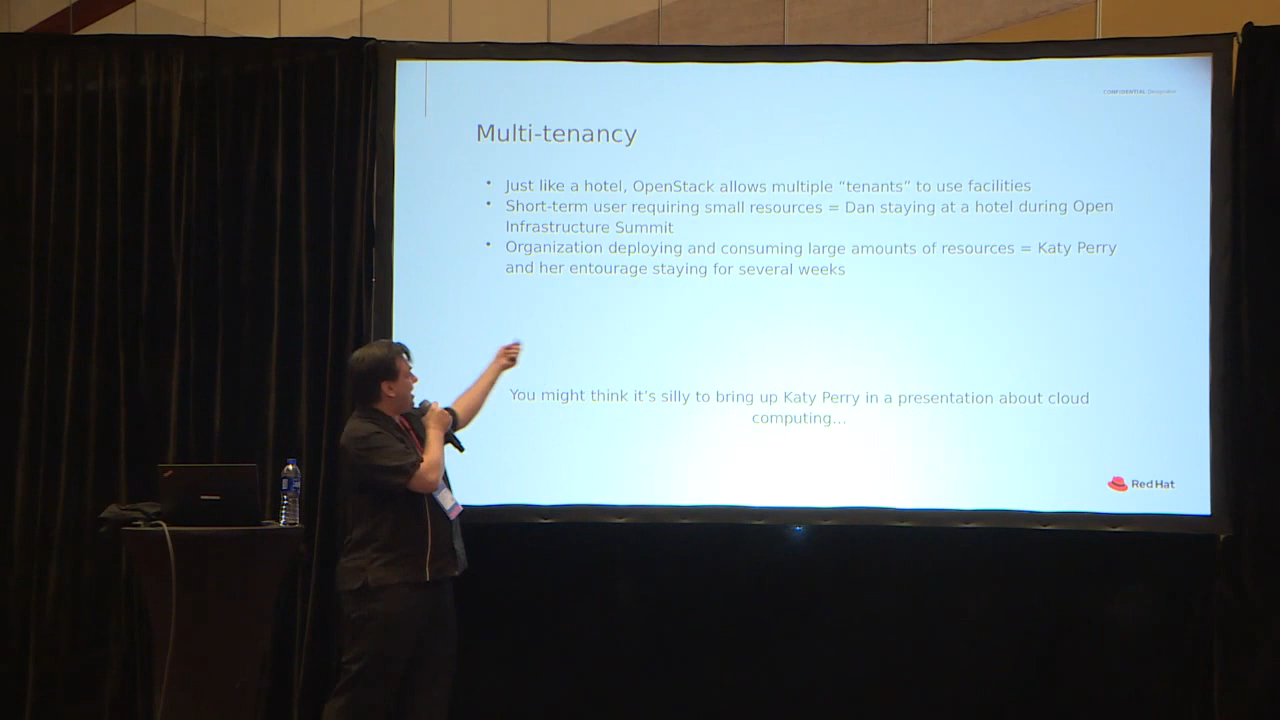 CONFIDENTIAL Designator
Multi-tenancy
• Just like a hotel, OpenStack allows multiple “tenants” to use facilities
• Short-term user requiring small resources = Dan staying at a hotel during Open
Infrastructure Summit
• Organization deploying and consuming large amounts of resources = Katy Perry
and her entourage staying for several weeks
You might think it’s silly to bring up Katy Perry in a presentation about cloud
computing...
Red Hat